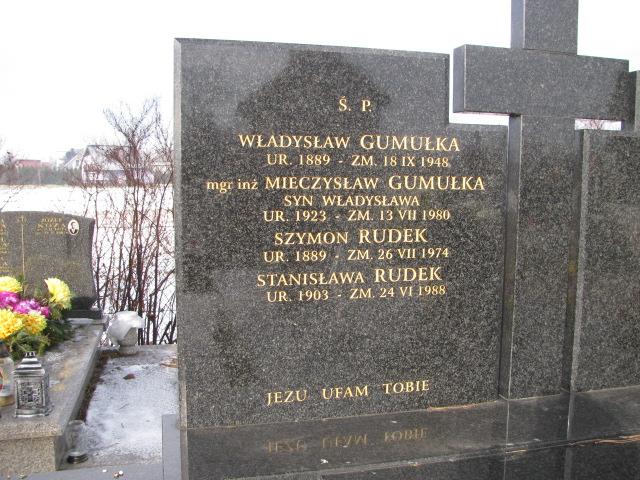 Ś. P.
WŁADYSŁAW GUMUŁKA
UR. 1889 - ZM. 18 IX 1948
mgr inż MIECZYSŁAW GUMUŁKA
SYN WŁADYSŁAWA
UR. 1923 - ZM. 13 VII 1980
SZYMON RUDEK
UR. 1889 - ZM. 26 VII 1974
STANISŁAWA RUDEK
UR. 1903 - ZM. 24 VI 1988
JEZU UFAM TOBIE